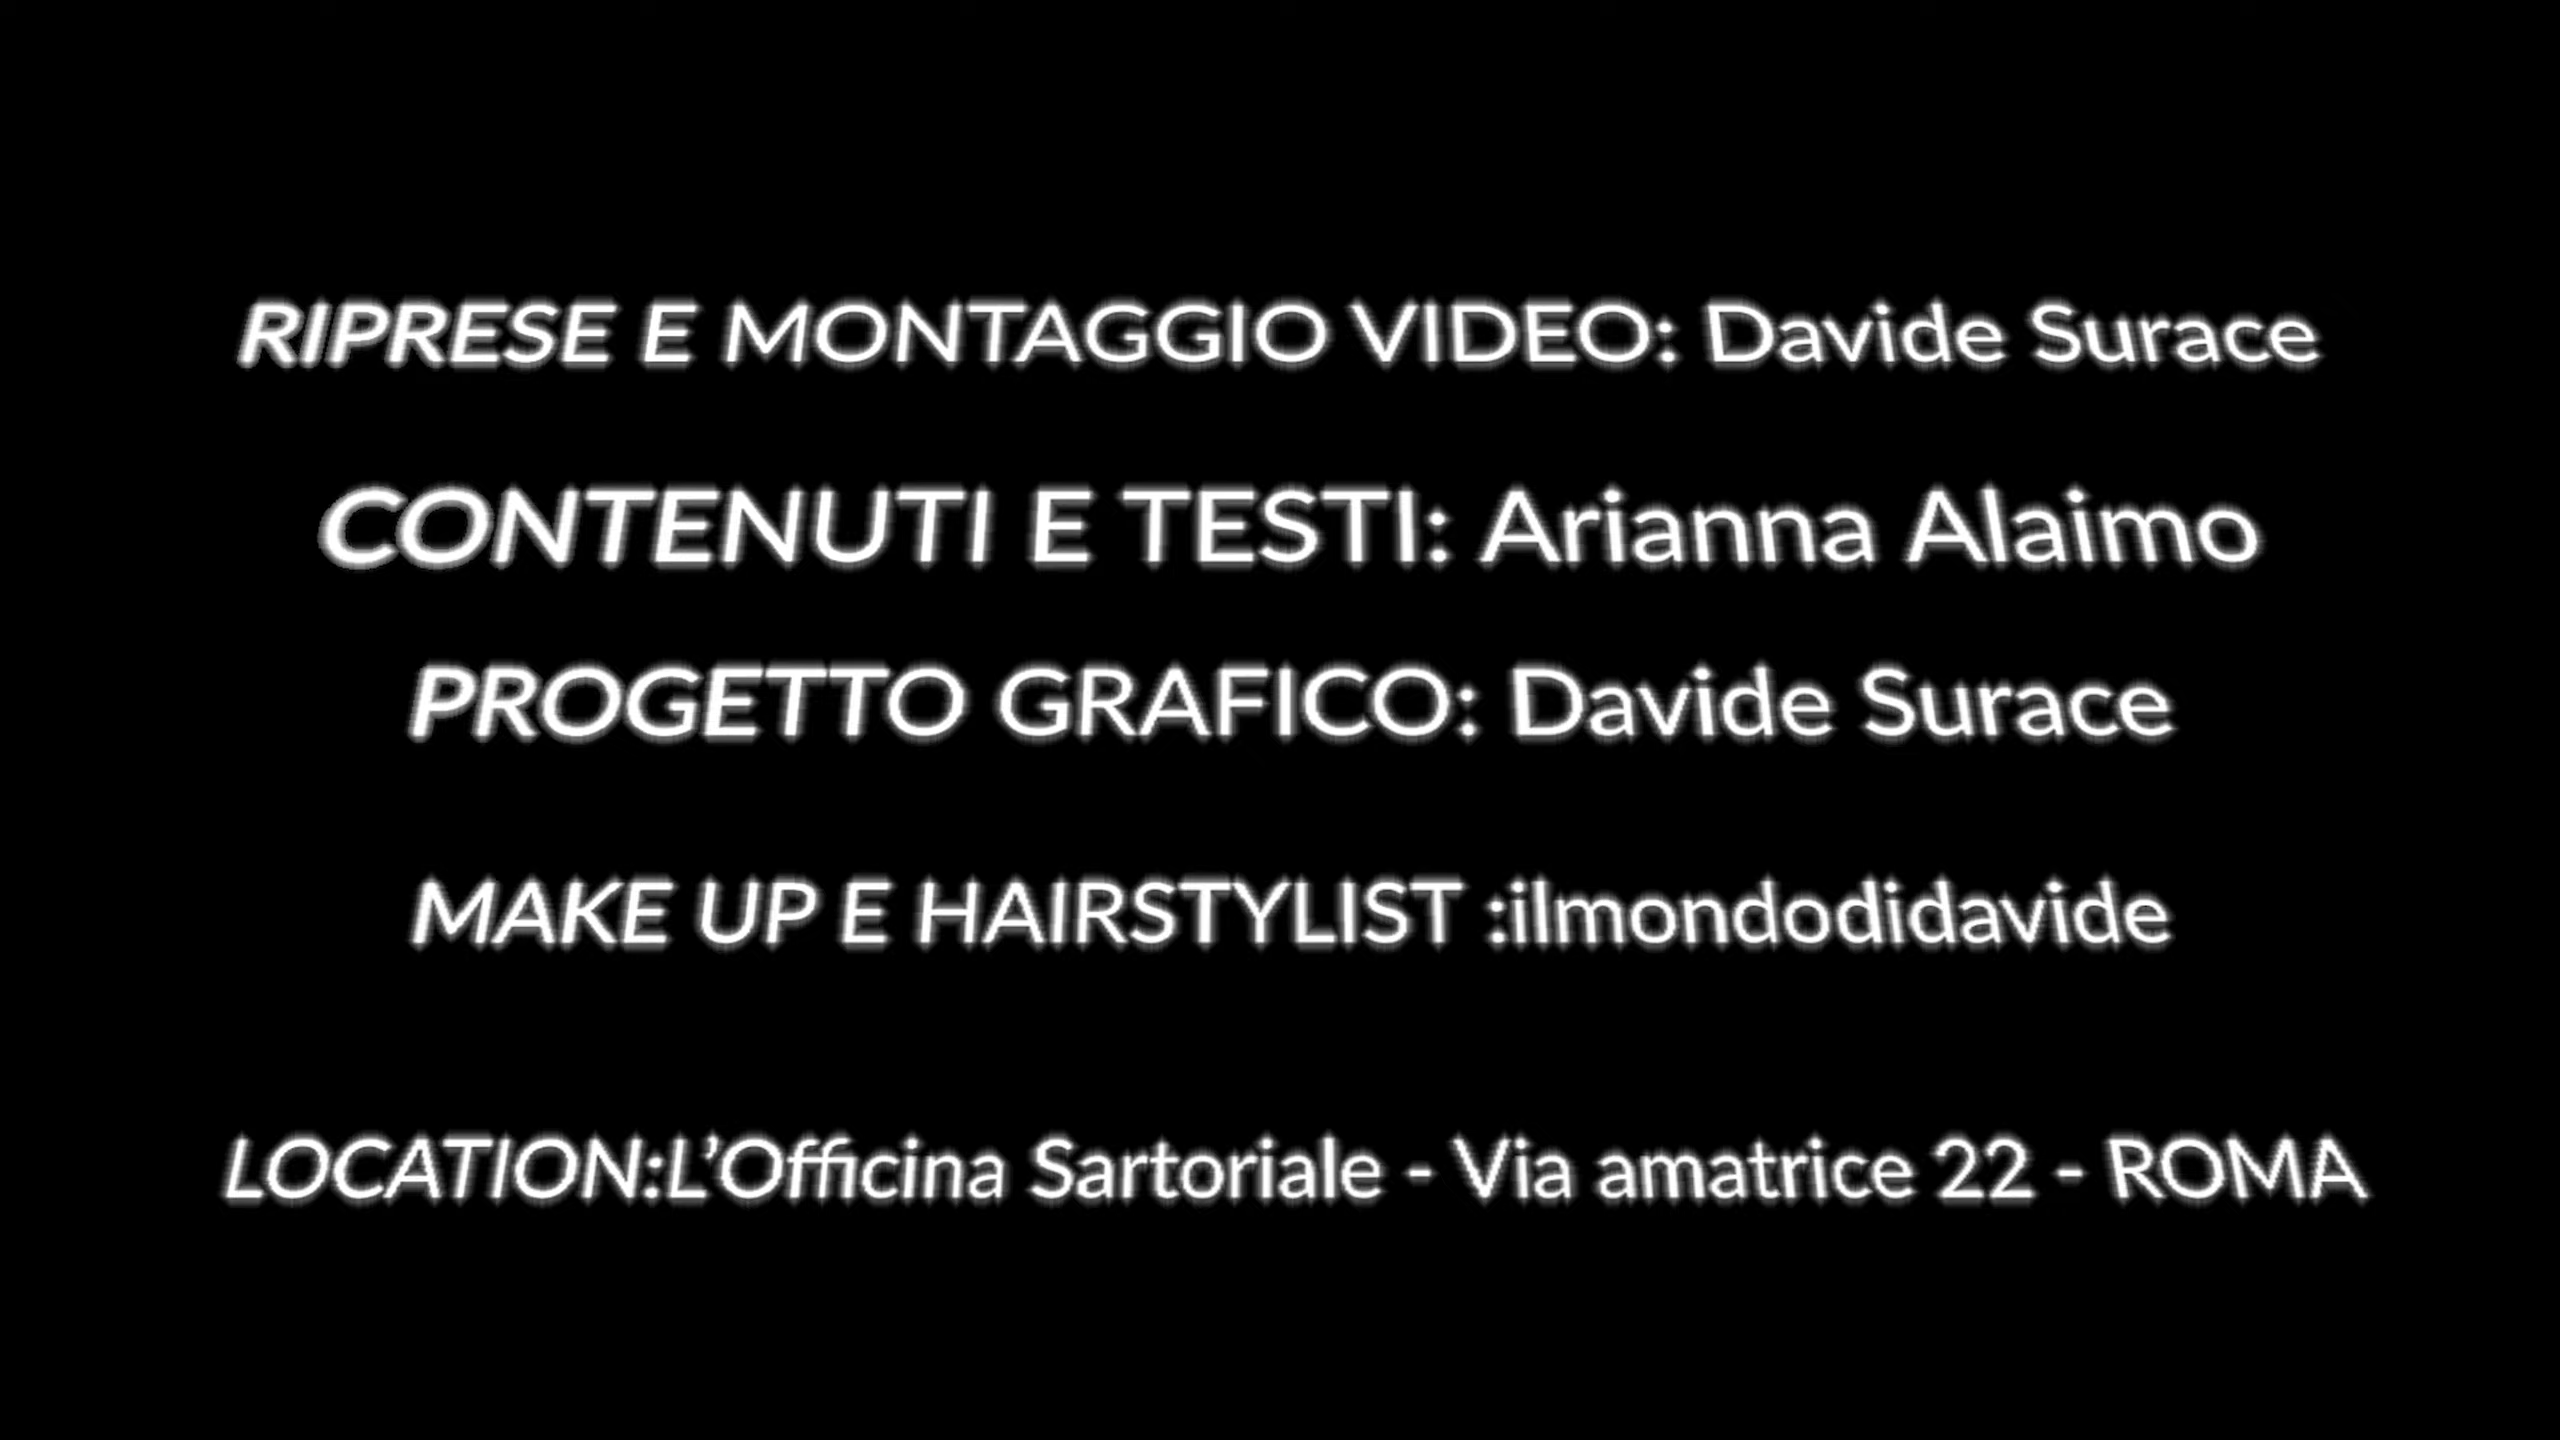 RIPRESE E MONTAGGIO VIDEO: Davide Surace
CONTENUTI E TESTI: Arianna Alaimo
PROGETTO GRAFICO: Davide Surace
MAKE UP E HAIRSTYLIST :ilmondodidavide
LOCATION:L’Officina Sartoriale - Via amatrice 22 - ROMA